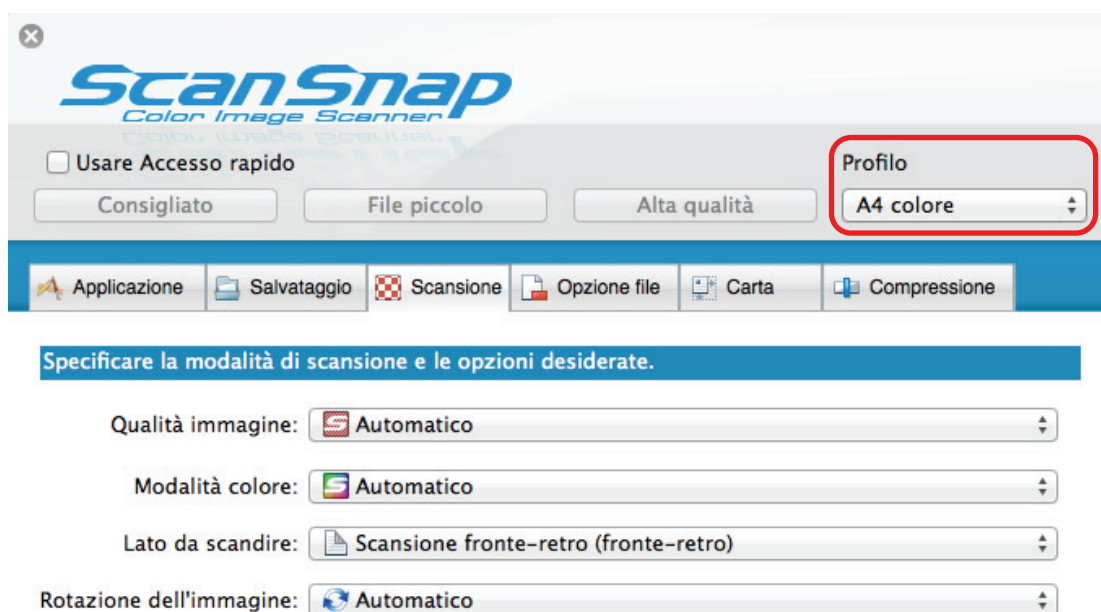 ScanSnap
Color Image Scanner
Usare Accesso rapido
Profilo
Consigliato File piccolo Alta qualità A4 colore
Applicazione Salvataggio Scansione Opzione file Carta Compressione
Specificare la modalità di scansione e le opzioni desiderate.
Qualità immagine: Automatico
Modalità colore: Automatico
Lato da scandire: Scansione fronte-retro (fronte-retro)
Rotazione dell'immagine: Automatico